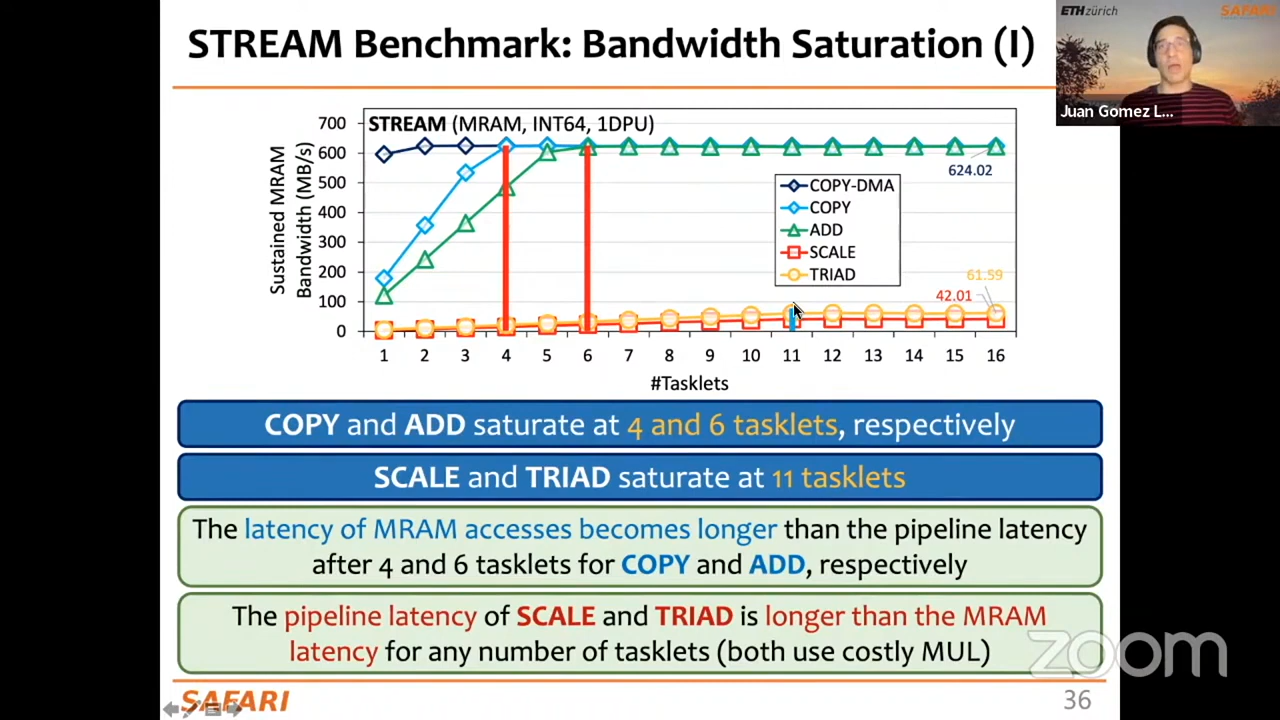 STREAM Benchmark: Bandwidth Saturation (I)
ETH zürich
SAFARI
Juan Gomez L...
STREAM (MRAM, INT64, 1DPU)
Sustained MRAM
Bandwidth (MB/s)
700
600
500
400
300
200
100
0
624.02
COPY-DMA
COPY
ADD
SCALE
TRIAD
61.59
42.01
1 2 3 4 5 6 7 8 9 10 11 12 13 14 15 16
#Tasklets
COPY and ADD saturate at 4 and 6 tasklets, respectively
SCALE and TRIAD saturate at 11 tasklets
The latency of MRAM accesses becomes longer than the pipeline latency
after 4 and 6 tasklets for COPY and ADD, respectively
The pipeline latency of SCALE and TRIAD is longer than the MRAM
latency for any number of tasklets (both use costly MUL)
zoom
SAFARI
36